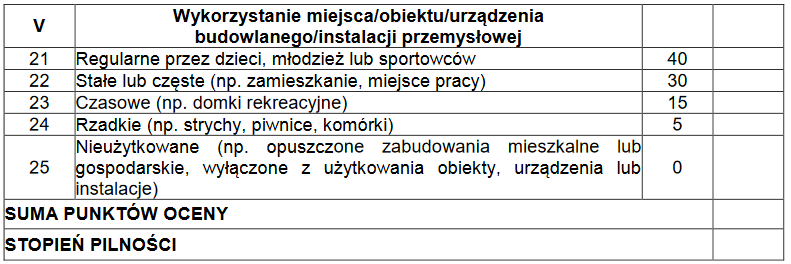 V Wykorzystanie miejsca/obiektu/urządzenia
budowlanego/instalacji przemysłowej
21 Regularne przez dzieci, młodzież lub sportowców 40
22 Stałe lub częste (np. zamieszkanie, miejsce pracy) 30
23 Czasowe (np. domki rekreacyjne) 15
24 Rzadkie (np. strychy, piwnice, komórki) 5
Nieużytkowane (np. opuszczone zabudowania mieszkalne lub
25 gospodarskie, wyłączone z użytkowania obiekty, urządzenia lub 0
instalacje)
SUMA PUNKTÓW OCENY
STOPIEŃ PILNOŚCI